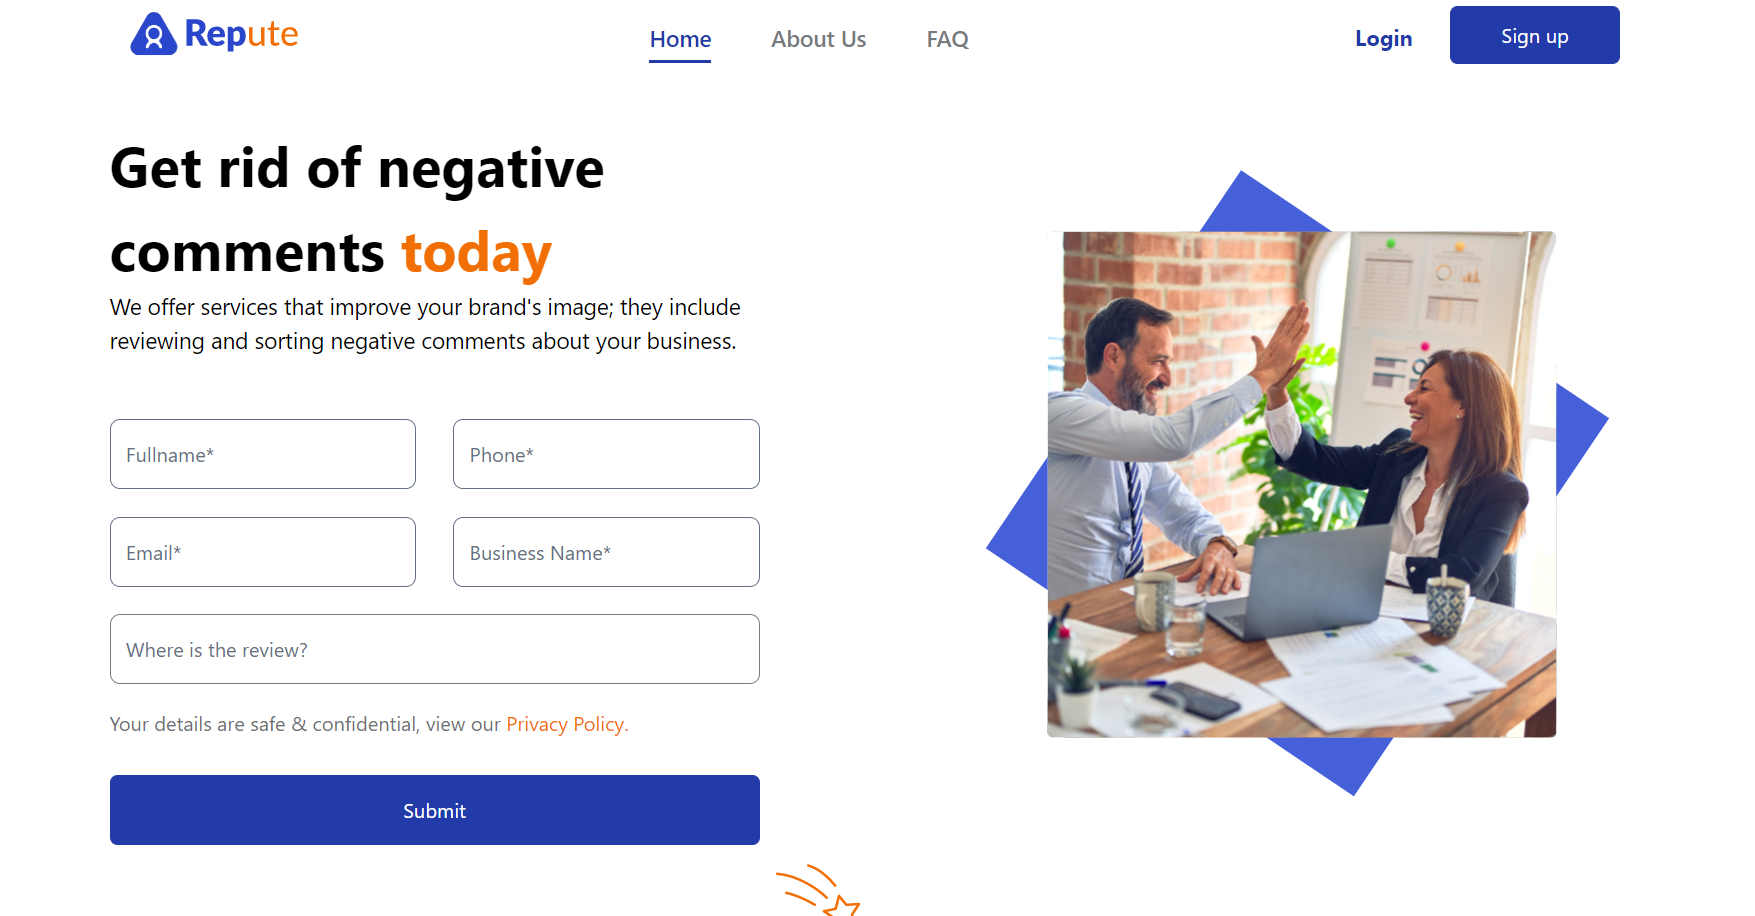 Repute
Home
About Us
FAQ
Login
Sign up
Get rid of negative
comments today
We offer services that improve your brand's image; they include
reviewing and sorting negative comments about your business.
Fullname*
Phone*
Email*
Business Name*
Where is the review?
Your details are safe & confidential, view our Privacy Policy.
Submit